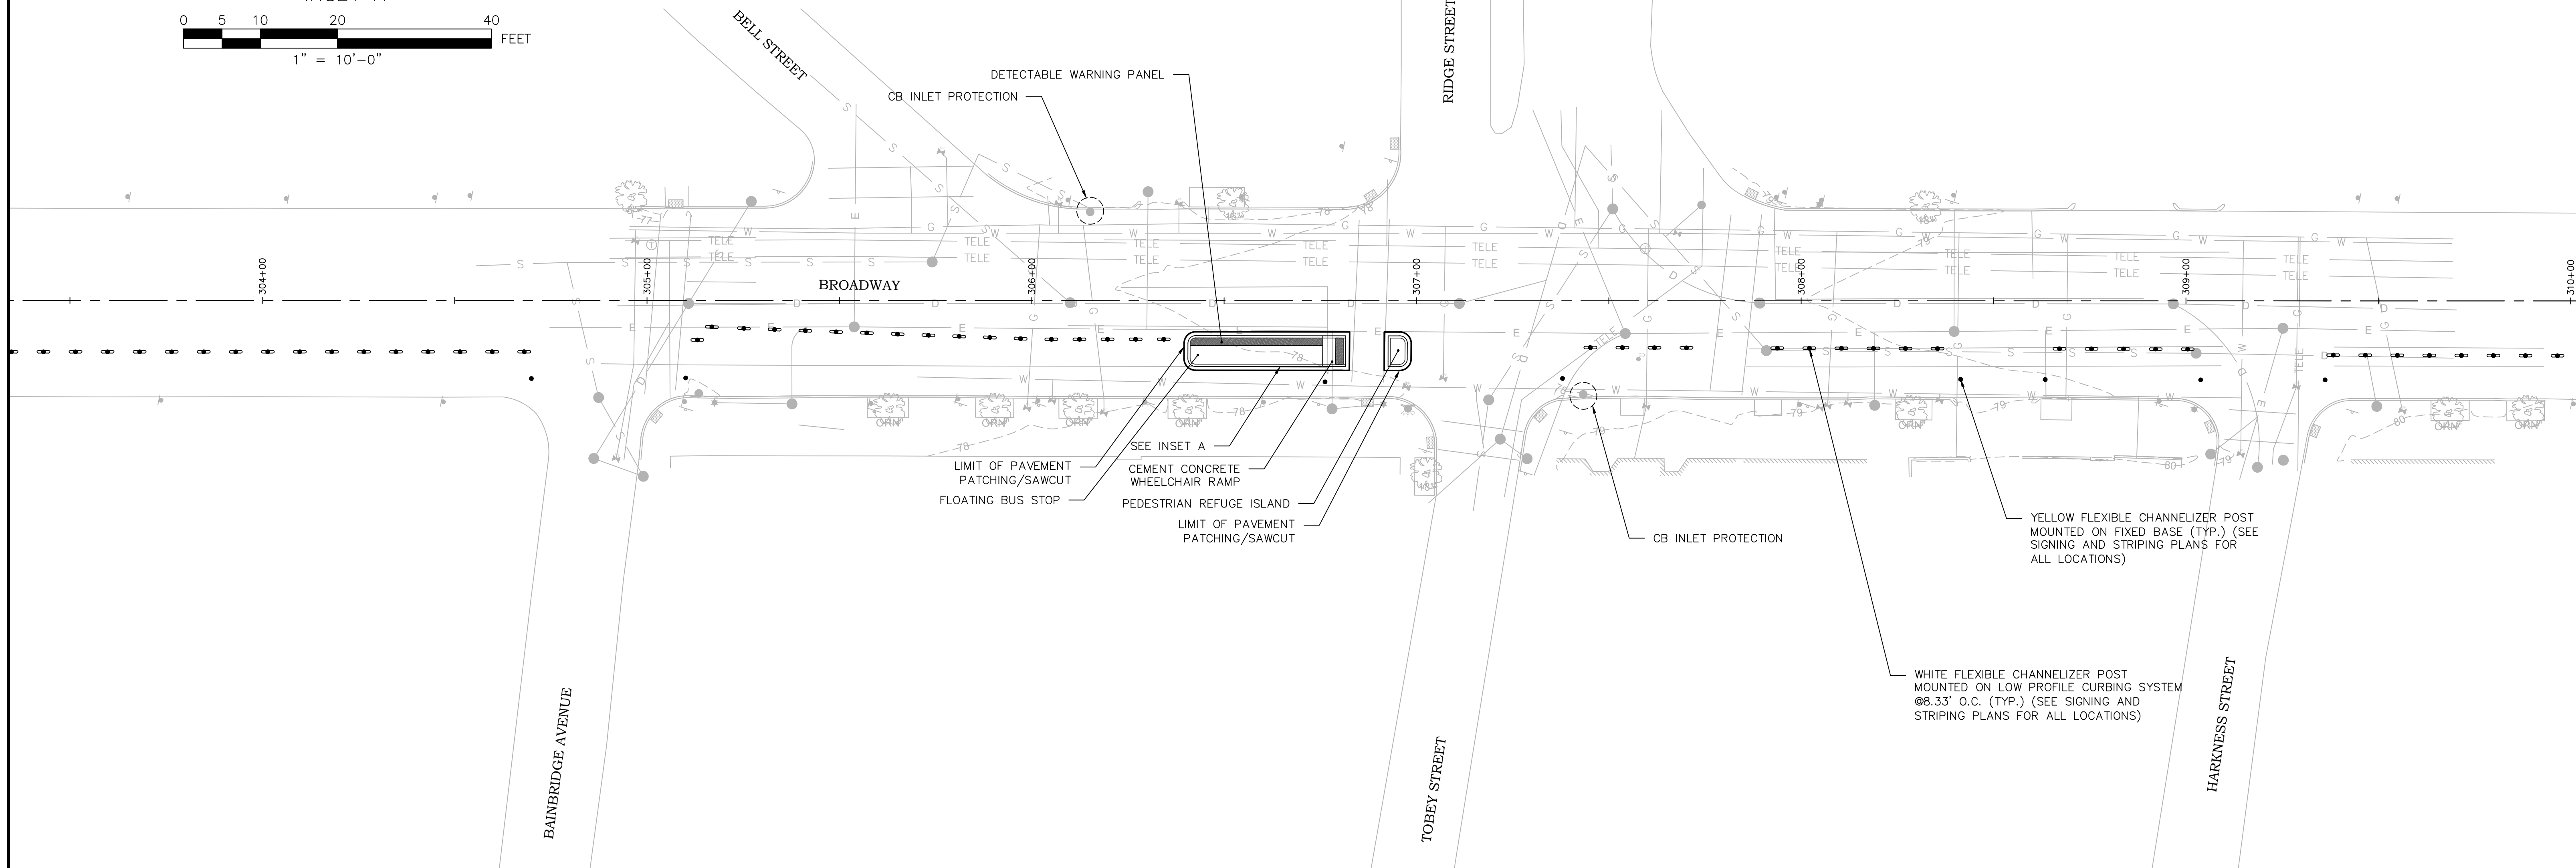 0 5 10 20 40
FEET
1" = 10'-0"
BELL STREET
RIDGE STREET
DETECTABLE WARNING PANEL
CB INLET PROTECTION
304+00
305+00
306+00
307+00
308+00
309+00
310+00
BROADWAY
SEE INSET A
LIMIT OF PAVEMENT
PATCHING/SAWCUT
CEMENT CONCRETE
WHEELCHAIR RAMP
FLOATING BUS STOP
PEDESTRIAN REFUGE ISLAND
LIMIT OF PAVEMENT
PATCHING/SAWCUT
CB INLET PROTECTION
YELLOW FLEXIBLE CHANNELIZER POST
MOUNTED ON FIXED BASE (TYP.) (SEE
SIGNING AND STRIPING PLANS FOR
ALL LOCATIONS)
WHITE FLEXIBLE CHANNELIZER POST
MOUNTED ON LOW PROFILE CURBING SYSTEM
@8.33' O.C. (TYP.) (SEE SIGNING AND
STRIPING PLANS FOR ALL LOCATIONS)
BAINBRIDGE AVENUE
TOBEY STREET
HARKNESS STREET